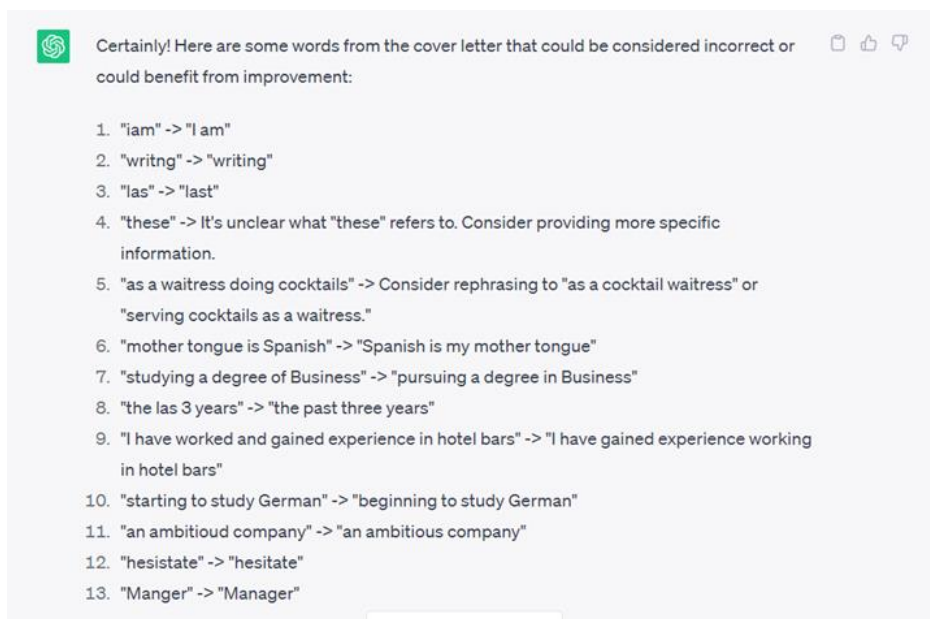 Certainly! Here are some words from the cover letter that could be considered incorrect or
could benefit from improvement:
1. "iam" -> "I am"
2. "writng" -> "writing"
3. "las" -> "last"
4. "these" -> It's unclear what "these" refers to. Consider providing more specific
information.
5. "as a waitress doing cocktails" -> Consider rephrasing to "as a cocktail waitress" or
"serving cocktails as a waitress."
6. "mother tongue is Spanish" -> "Spanish is my mother tongue"
7. "studying a degree of Business" -> "pursuing a degree in Business"
8. "the las 3 years" -> "the past three years"
9. "I have worked and gained experience in hotel bars" -> "I have gained experience working
in hotel bars"
10. "starting to study German" -> "beginning to study German"
11. "an ambitioud company" -> "an ambitious company"
12. "hesistate" -> "hesitate"
13. "Manger" -> "Manager"